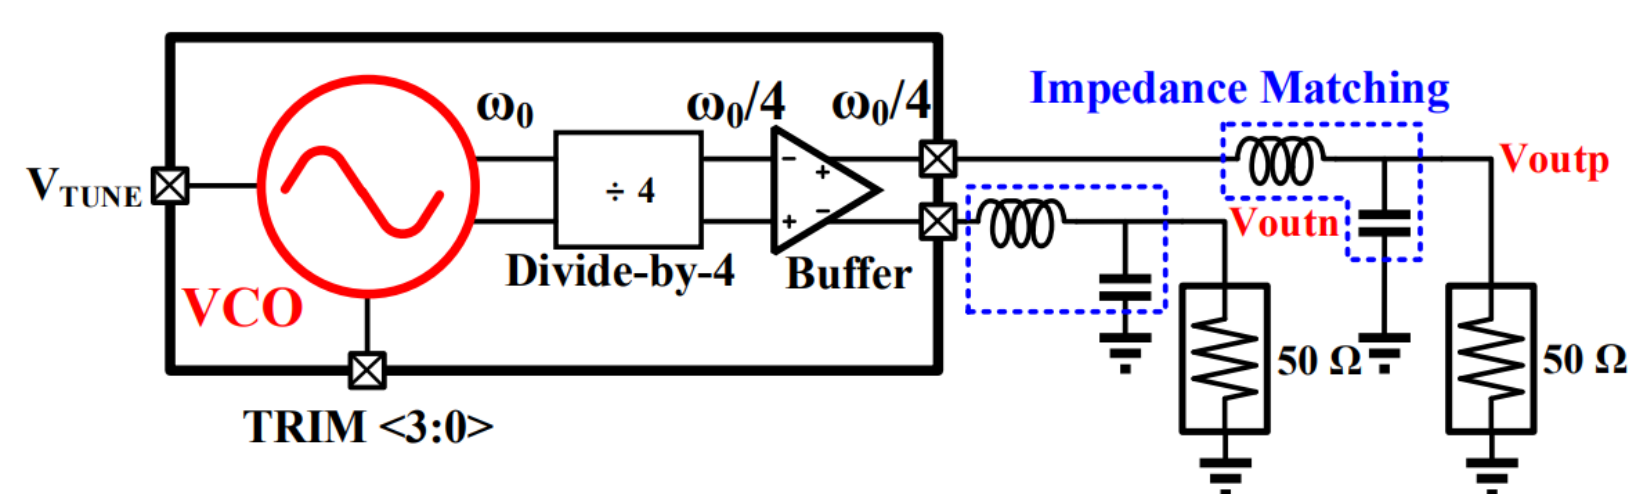 Impedance Matching
ω₀
ω₀/4
ω₀/4
Voutp
V_TUNE
÷ 4
−
+
+
−
Voutn
Divide-by-4
Buffer
VCO
50 Ω
50 Ω
TRIM <3:0>